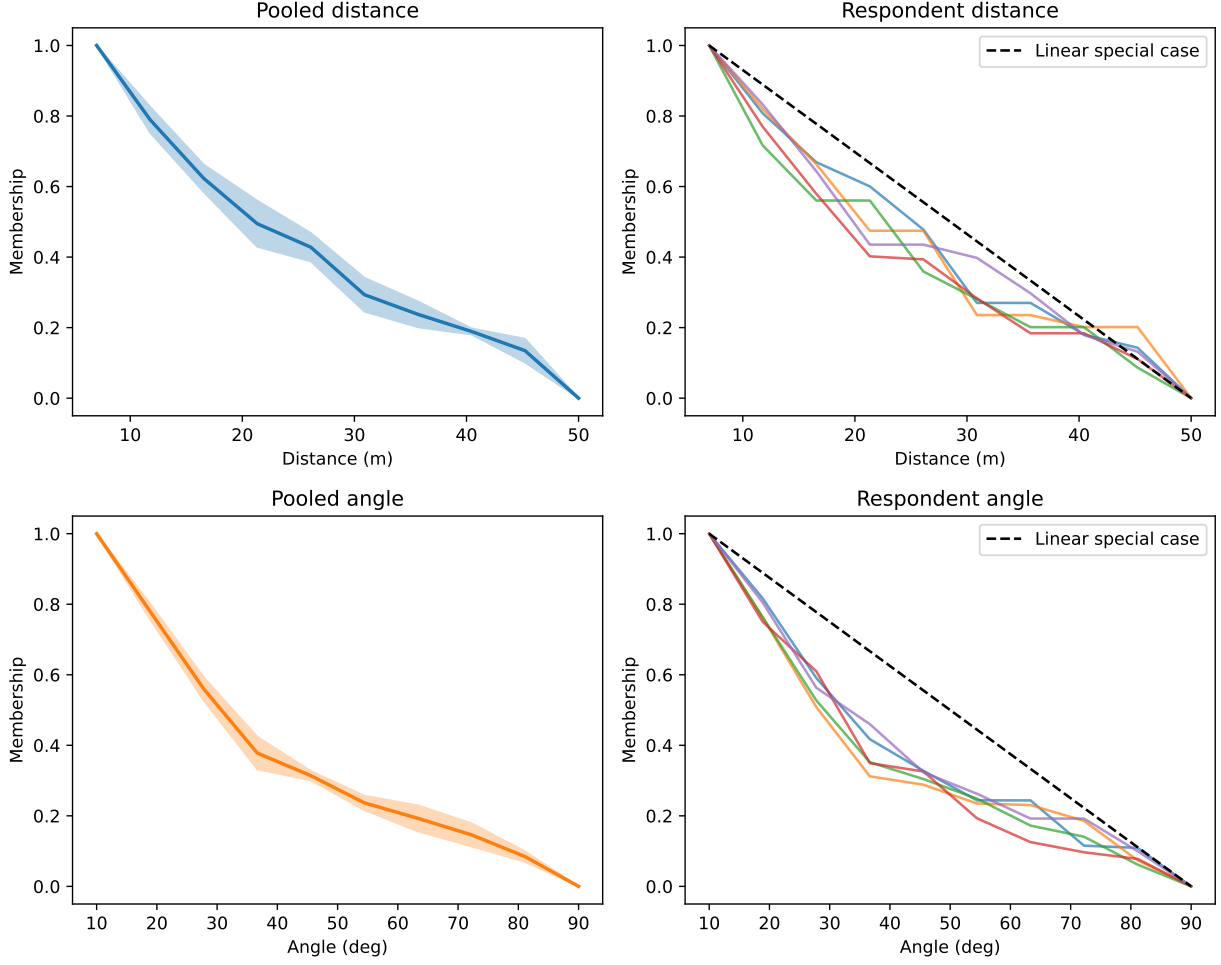 Pooled distance
Membership
1.0
0.8
0.6
0.4
0.2
0.0
10 20 30 40 50
Distance (m)
Respondent distance
Linear special case
Membership
1.0
0.8
0.6
0.4
0.2
0.0
10 20 30 40 50
Distance (m)
Pooled angle
Membership
1.0
0.8
0.6
0.4
0.2
0.0
10 20 30 40 50 60 70 80 90
Angle (deg)
Respondent angle
Linear special case
Membership
1.0
0.8
0.6
0.4
0.2
0.0
10 20 30 40 50 60 70 80 90
Angle (deg)